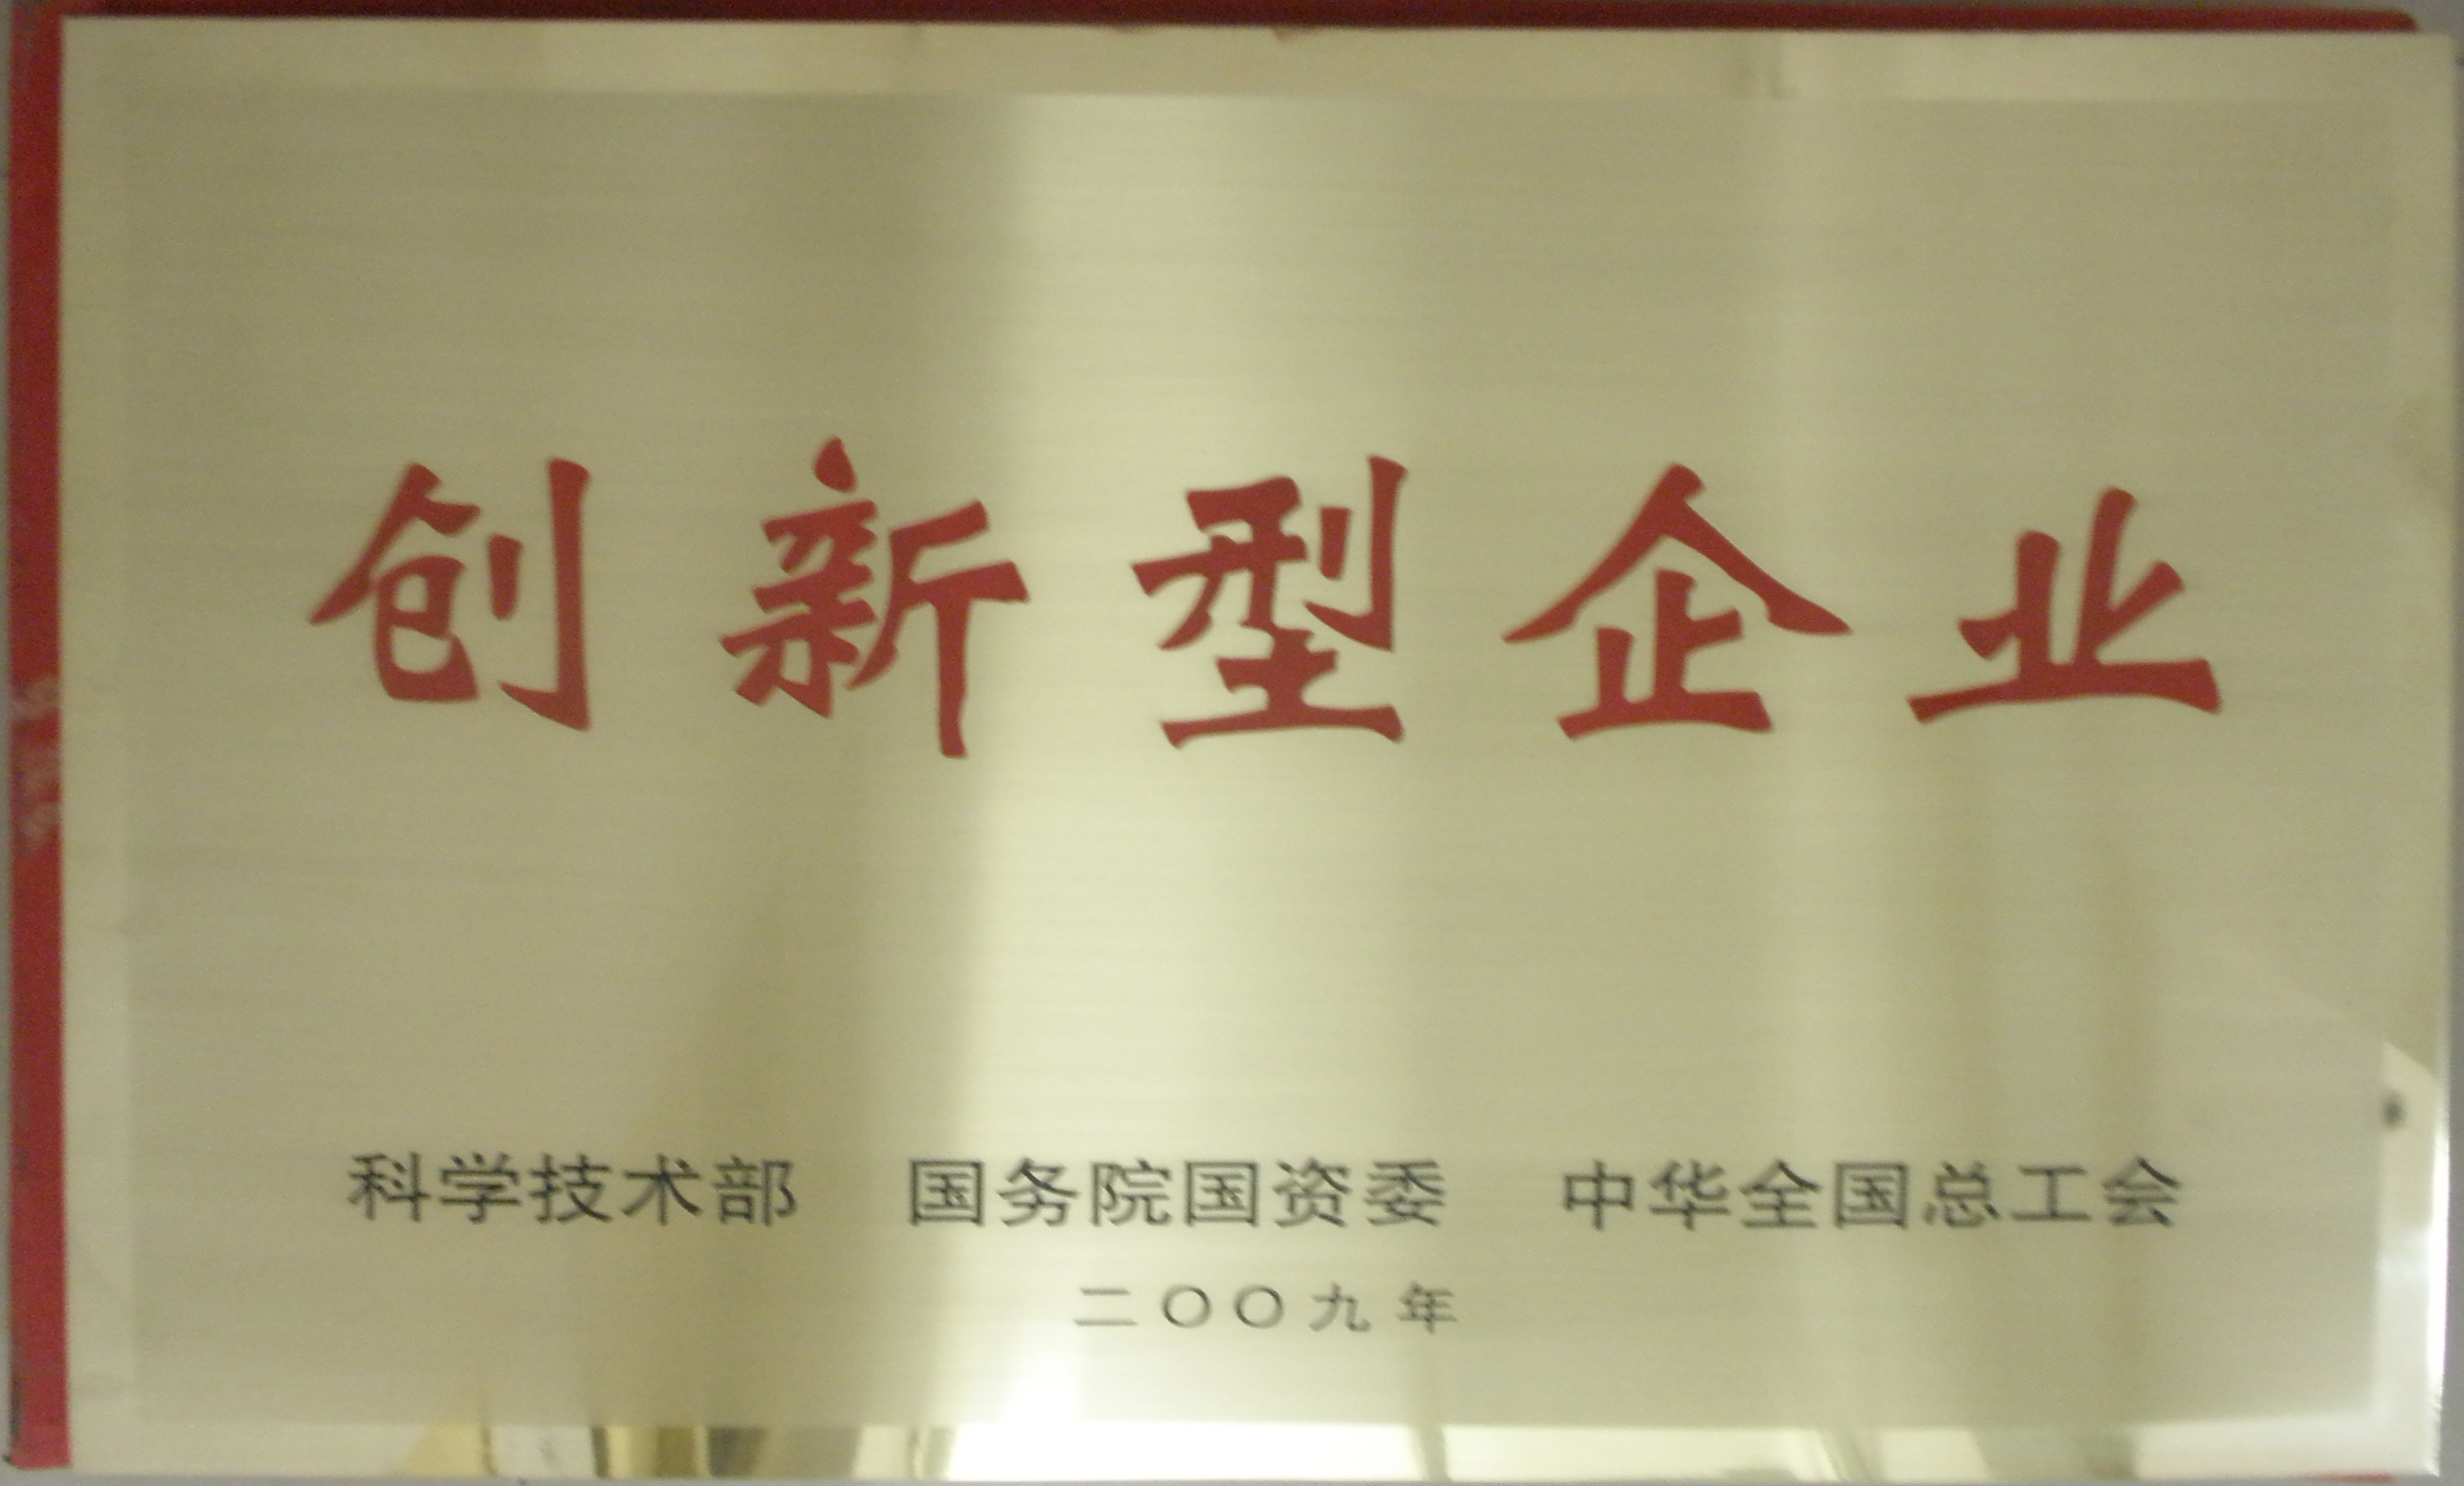 创新型企业
科学技术部 国务院国资委 中华全国总工会
二〇〇九年